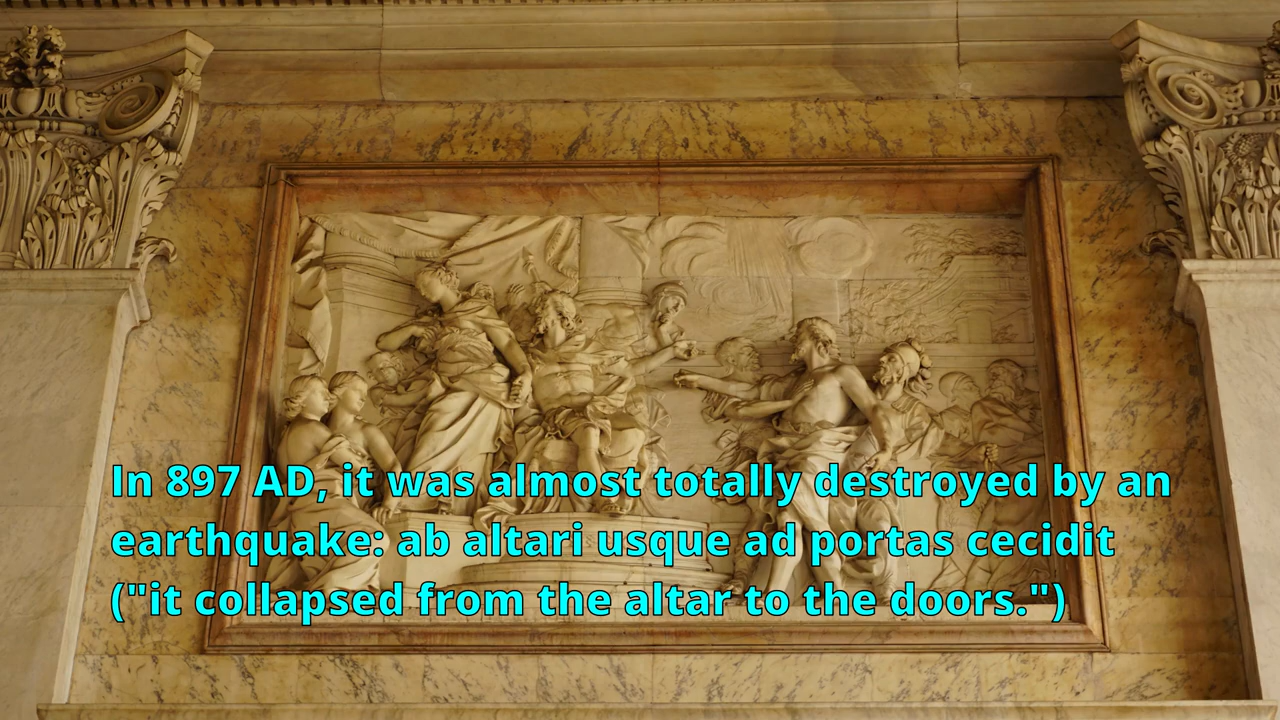 In 897 AD, it was almost totally destroyed by an
earthquake: ab altari usque ad portas cecidit
("it collapsed from the altar to the doors.")